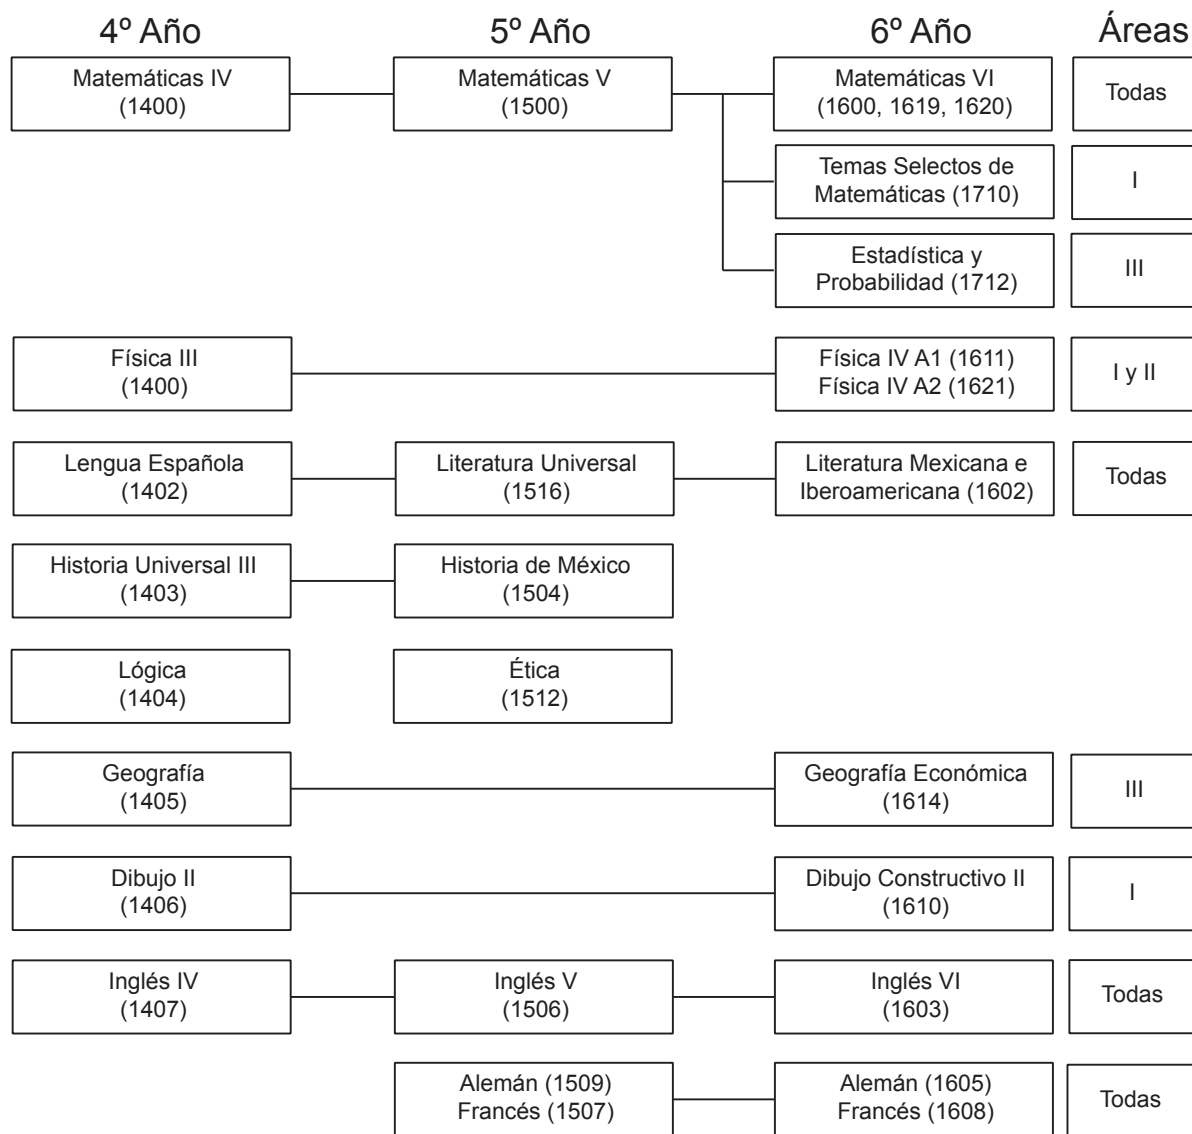 4º Año 5º Año 6º Año Áreas
Matemáticas IV
(1400)
Matemáticas V
(1500)
Matemáticas VI
(1600, 1619, 1620)
Todas
Temas Selectos de
Matemáticas (1710)
I
Estadística y
Probabilidad (1712)
III
Física III
(1400)
Física IV A1 (1611)
Física IV A2 (1621)
I y II
Lengua Española
(1402)
Literatura Universal
(1516)
Literatura Mexicana e
Iberoamericana (1602)
Todas
Historia Universal III
(1403)
Historia de México
(1504)
Lógica
(1404)
Ética
(1512)
Geografía
(1405)
Geografía Económica
(1614)
III
Dibujo II
(1406)
Dibujo Constructivo II
(1610)
I
Inglés IV
(1407)
Inglés V
(1506)
Inglés VI
(1603)
Todas
Alemán (1509)
Francés (1507)
Alemán (1605)
Francés (1608)
Todas